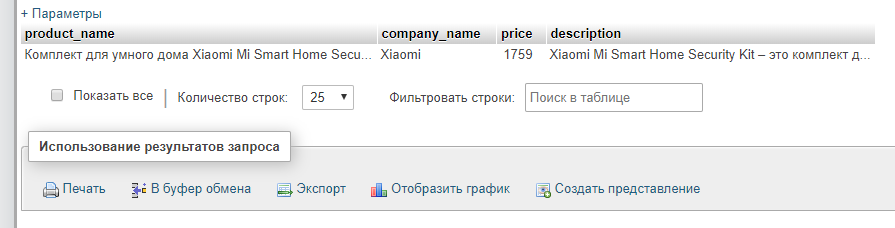 + Параметры
product_name company_name price description
Комплект для умного дома Xiaomi Mi Smart Home Secu... Xiaomi 1759 Xiaomi Mi Smart Home Security Kit – это комплект д...
Показать все Количество строк: 25 Фильтровать строки: Поиск в таблице
Использование результатов запроса
Печать В буфер обмена Экспорт Отобразить график Создать представление